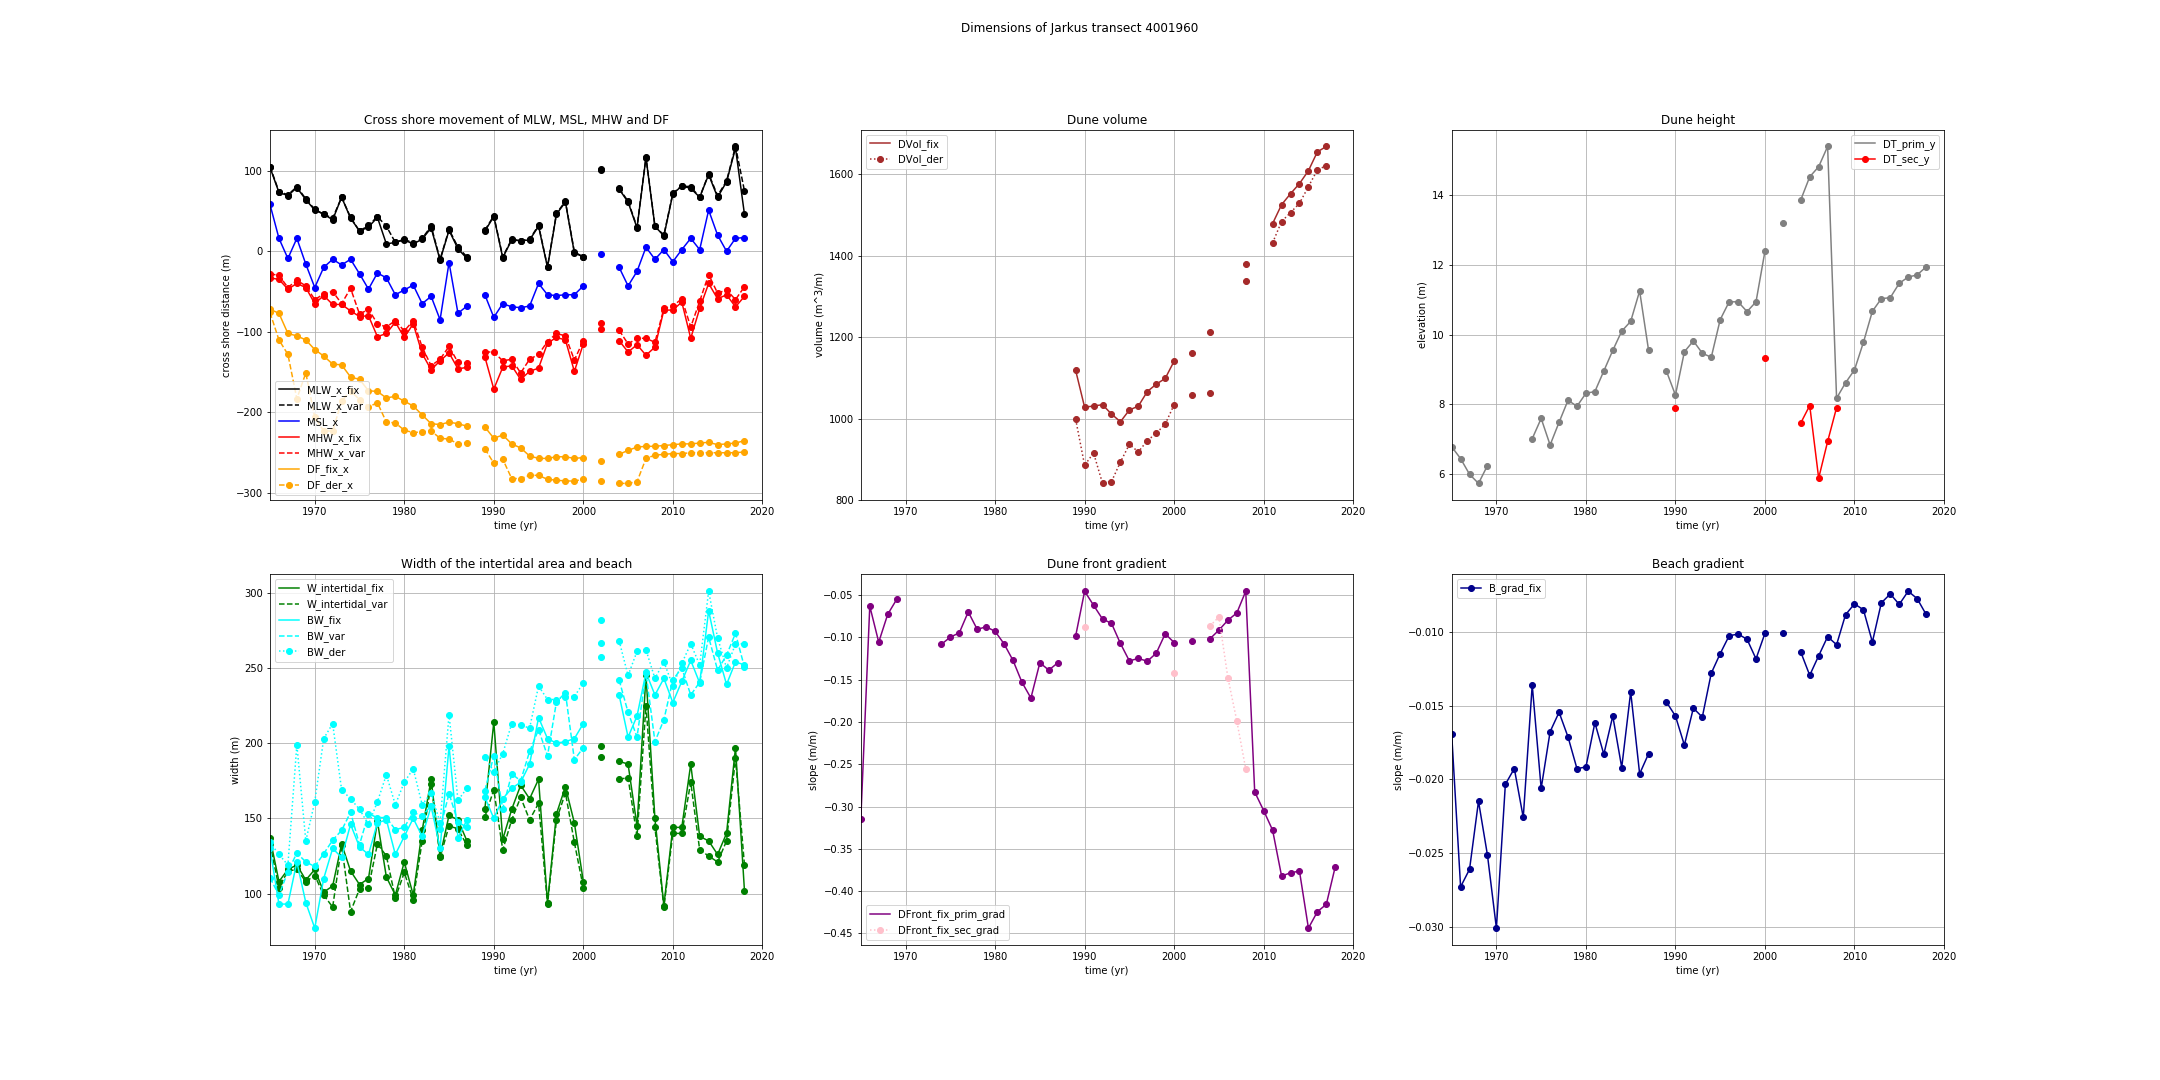 Dimensions of Jarkus transect 4001960
Cross shore movement of MLW, MSL, MHW and DF
cross shore distance (m)
100
0
−100
−200
−300
MLW_x_fix
MLW_x_var
MSL_x
MHW_x_fix
MHW_x_var
DF_fix_x
DF_der_x
1970 1980 1990 2000 2010 2020
time (yr)
Dune volume
volume (m^3/m)
DVol_fix
DVol_der
1600
1400
1200
1000
800
1970 1980 1990 2000 2010 2020
time (yr)
Dune height
elevation (m)
DT_prim_y
DT_sec_y
14
12
10
8
6
1970 1980 1990 2000 2010 2020
time (yr)
Width of the intertidal area and beach
width (m)
W_intertidal_fix
W_intertidal_var
BW_fix
BW_var
BW_der
300
250
200
150
100
1970 1980 1990 2000 2010 2020
time (yr)
Dune front gradient
slope (m/m)
−0.05
−0.10
−0.15
−0.20
−0.25
−0.30
−0.35
−0.40
−0.45
DFront_fix_prim_grad
DFront_fix_sec_grad
1970 1980 1990 2000 2010 2020
time (yr)
Beach gradient
slope (m/m)
B_grad_fix
−0.010
−0.015
−0.020
−0.025
−0.030
1970 1980 1990 2000 2010 2020
time (yr)